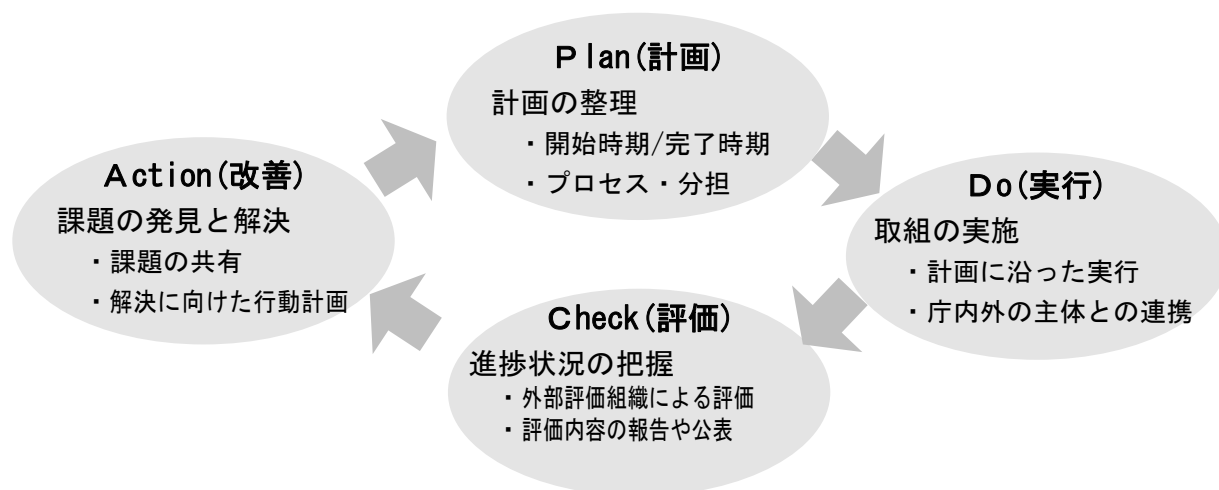 Plan(計画)
計画の整理
・開始時期/完了時期
・プロセス・分担
Do(実行)
取組の実施
・計画に沿った実行
・庁内外の主体との連携
Check(評価)
進捗状況の把握
・外部評価組織による評価
・評価内容の報告や公表
Action(改善)
課題の発見と解決
・課題の共有
・解決に向けた行動計画